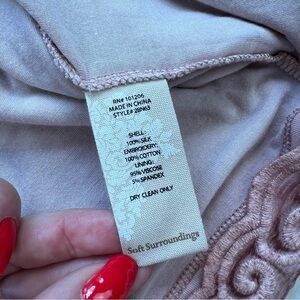 RN# 101206
MADE IN CHINA
STYLE# 2BN63
SHELL:
100% SILK
EMBROIDERY:
100% COTTON
LINING:
95% VISCOSE
5% SPANDEX
DRY CLEAN ONLY
Soft Surroundings